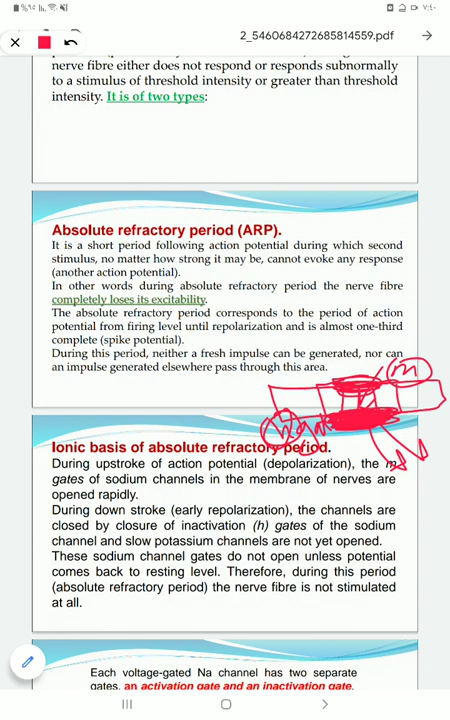 %٩٥
٧:٤٠
2_5460684272685814559.pdf
nerve fibre either does not respond or responds subnormally
to a stimulus of threshold intensity or greater than threshold
intensity. It is of two types:
Absolute refractory period (ARP).
It is a short period following action potential during which second
stimulus, no matter how strong it may be, cannot evoke any response
(another action potential).
In other words during absolute refractory period the nerve fibre
completely loses its excitability.
The absolute refractory period corresponds to the period of action
potential from firing level until repolarization and is almost one-third
complete (spike potential).
During this period, neither a fresh impulse can be generated, nor can
an impulse generated elsewhere pass through this area.
m
h
Ionic basis of absolute refractory period.
During upstroke of action potential (depolarization), the m
gates of sodium channels in the membrane of nerves are
opened rapidly.
During down stroke (early repolarization), the channels are
closed by closure of inactivation (h) gates of the sodium
channel and slow potassium channels are not yet opened.
These sodium channel gates do not open unless potential
comes back to resting level. Therefore, during this period
(absolute refractory period) the nerve fibre is not stimulated
at all.
Each voltage-gated Na channel has two separate
gates, an activation gate and an inactivation gate.